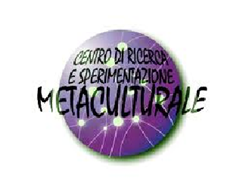 CENTRO DI RICERCA
E SPERIMENTAZIONE
METACULTURALE